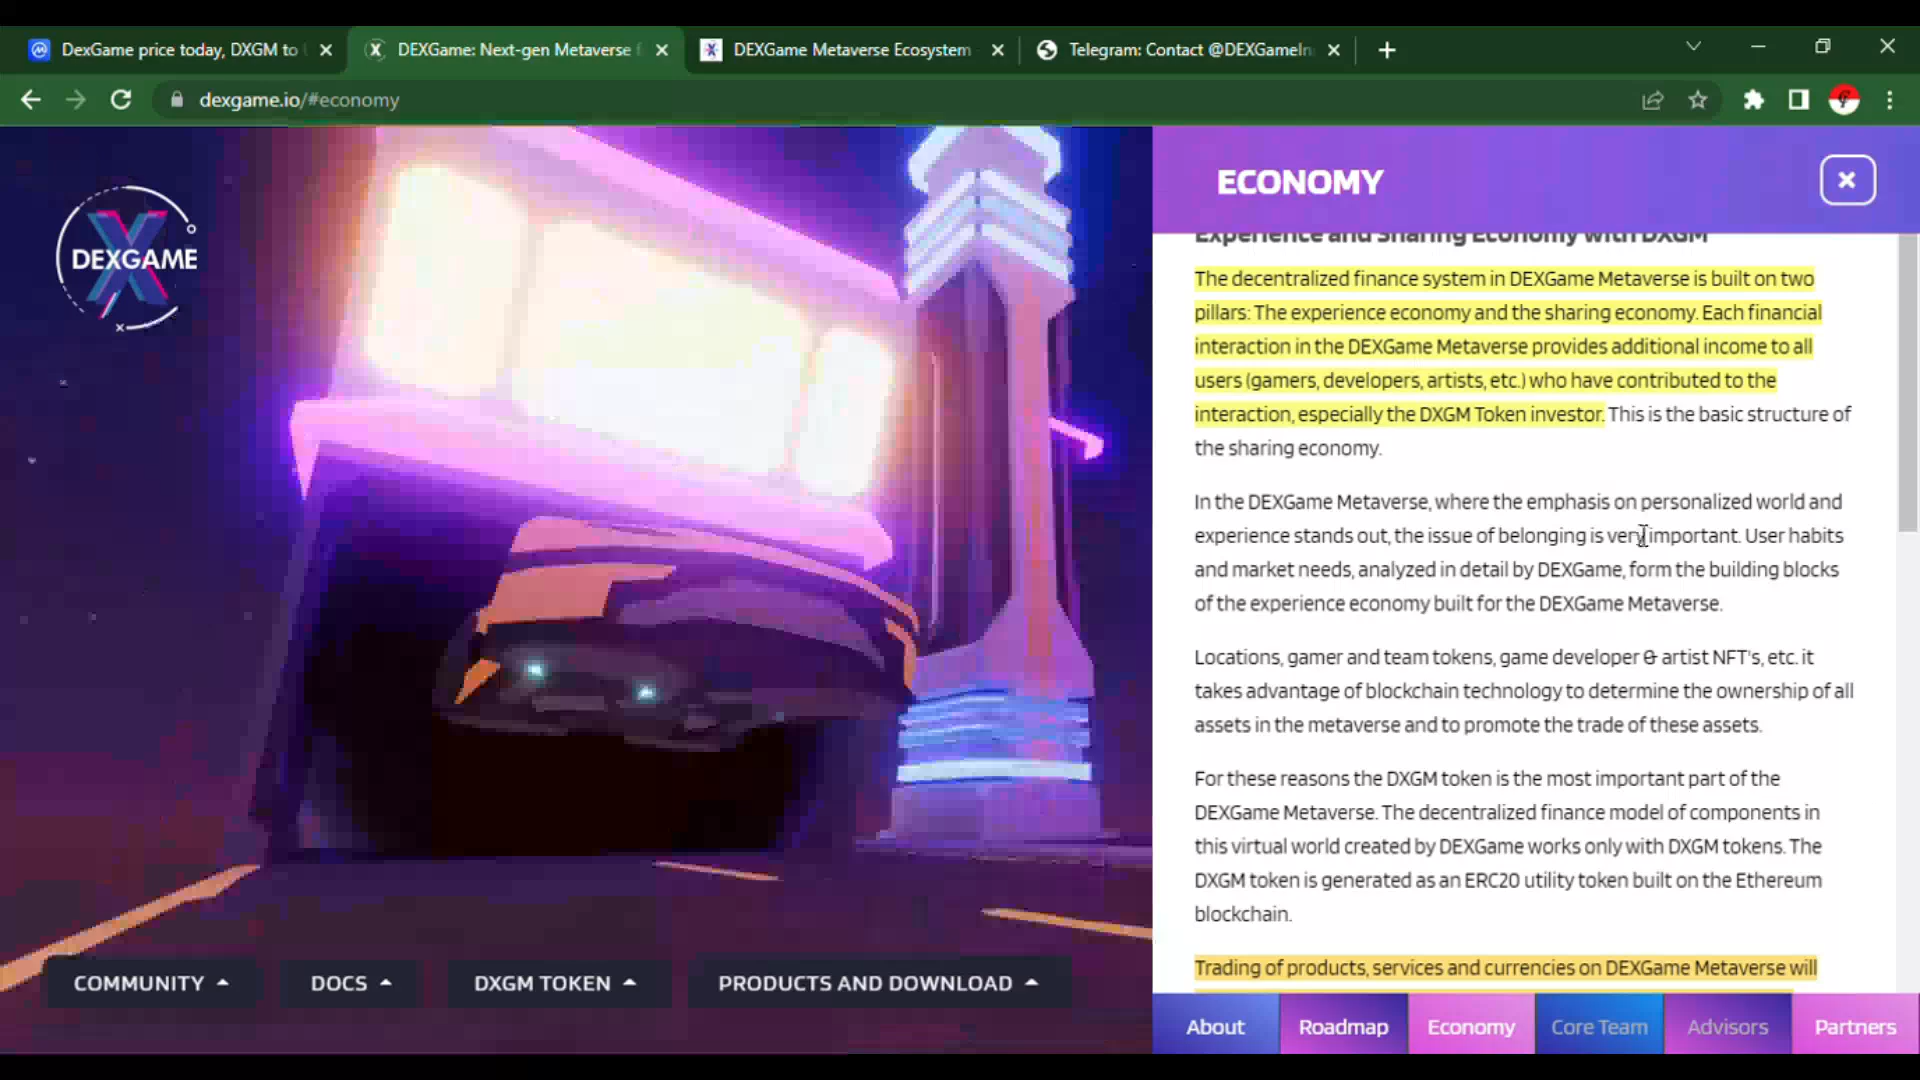 DexGame price today, DXGM to
DEXGame: Next-gen Metaverse f
DEXGame Metaverse Ecosystem
Telegram: Contact @DEXGameIn
dexgame.io/#economy
DEXGAME
ECONOMY
Experience and Sharing Economy with DXGM
The decentralized finance system in DEXGame Metaverse is built on two
pillars: The experience economy and the sharing economy. Each financial
interaction in the DEXGame Metaverse provides additional income to all
users (gamers, developers, artists, etc.) who have contributed to the
interaction, especially the DXGM Token investor. This is the basic structure of
the sharing economy.
In the DEXGame Metaverse, where the emphasis on personalized world and
experience stands out, the issue of belonging is very important. User habits
and market needs, analyzed in detail by DEXGame, form the building blocks
of the experience economy built for the DEXGame Metaverse.
Locations, gamer and team tokens, game developer & artist NFT's, etc. it
takes advantage of blockchain technology to determine the ownership of all
assets in the metaverse and to promote the trade of these assets.
For these reasons the DXGM token is the most important part of the
DEXGame Metaverse. The decentralized finance model of components in
this virtual world created by DEXGame works only with DXGM tokens. The
DXGM token is generated as an ERC20 utility token built on the Ethereum
blockchain.
Trading of products, services and currencies on DEXGame Metaverse will
COMMUNITY
DOCS
DXGM TOKEN
PRODUCTS AND DOWNLOAD
About
Roadmap
Economy
Core Team
Advisors
Partners